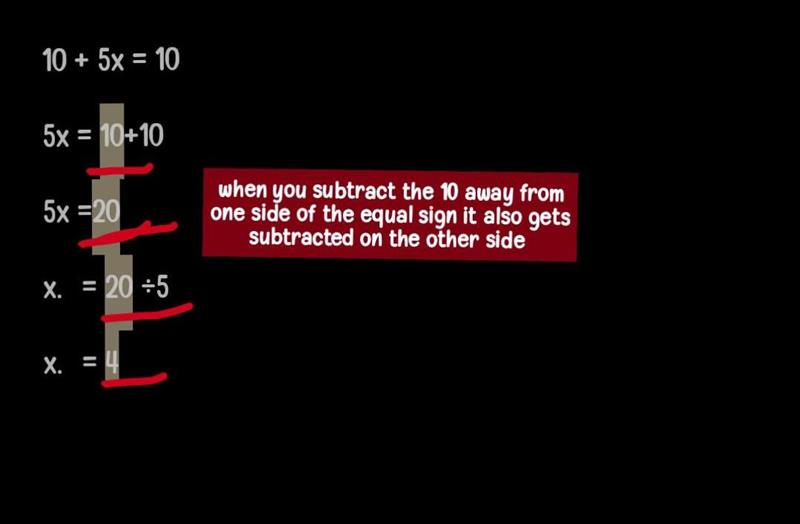 10 + 5x = 10
5x = 10+10
5x =20
x. = 20 ÷5
x. = 4
when you subtract the 10 away from
one side of the equal sign it also gets
subtracted on the other side